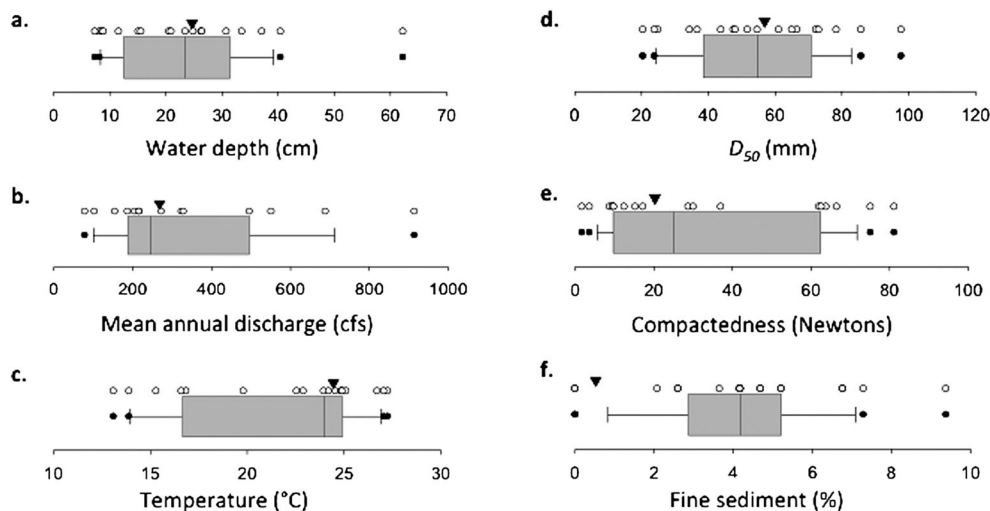 a.
0 10 20 30 40 50 60 70
Water depth (cm)
b.
0 200 400 600 800 1000
Mean annual discharge (cfs)
c.
10 15 20 25 30
Temperature (°C)
d.
0 20 40 60 80 100 120
D50 (mm)
e.
0 20 40 60 80 100
Compactedness (Newtons)
f.
0 2 4 6 8 10
Fine sediment (%)